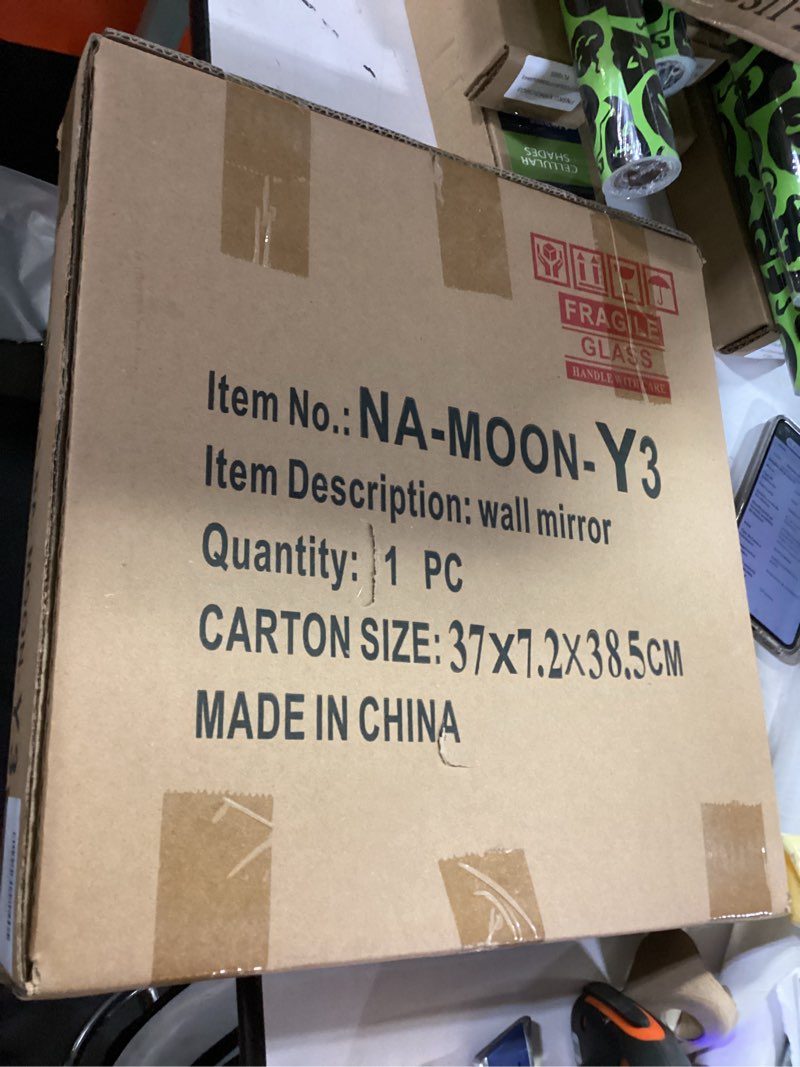 CELLULAR
SHADES
FRAGILE
GLASS
HANDLE WITH CARE
Item No.: NA-MOON-Y3
Item Description: wall mirror
Quantity: 1 PC
CARTON SIZE: 37X7.2X38.5CM
MADE IN CHINA